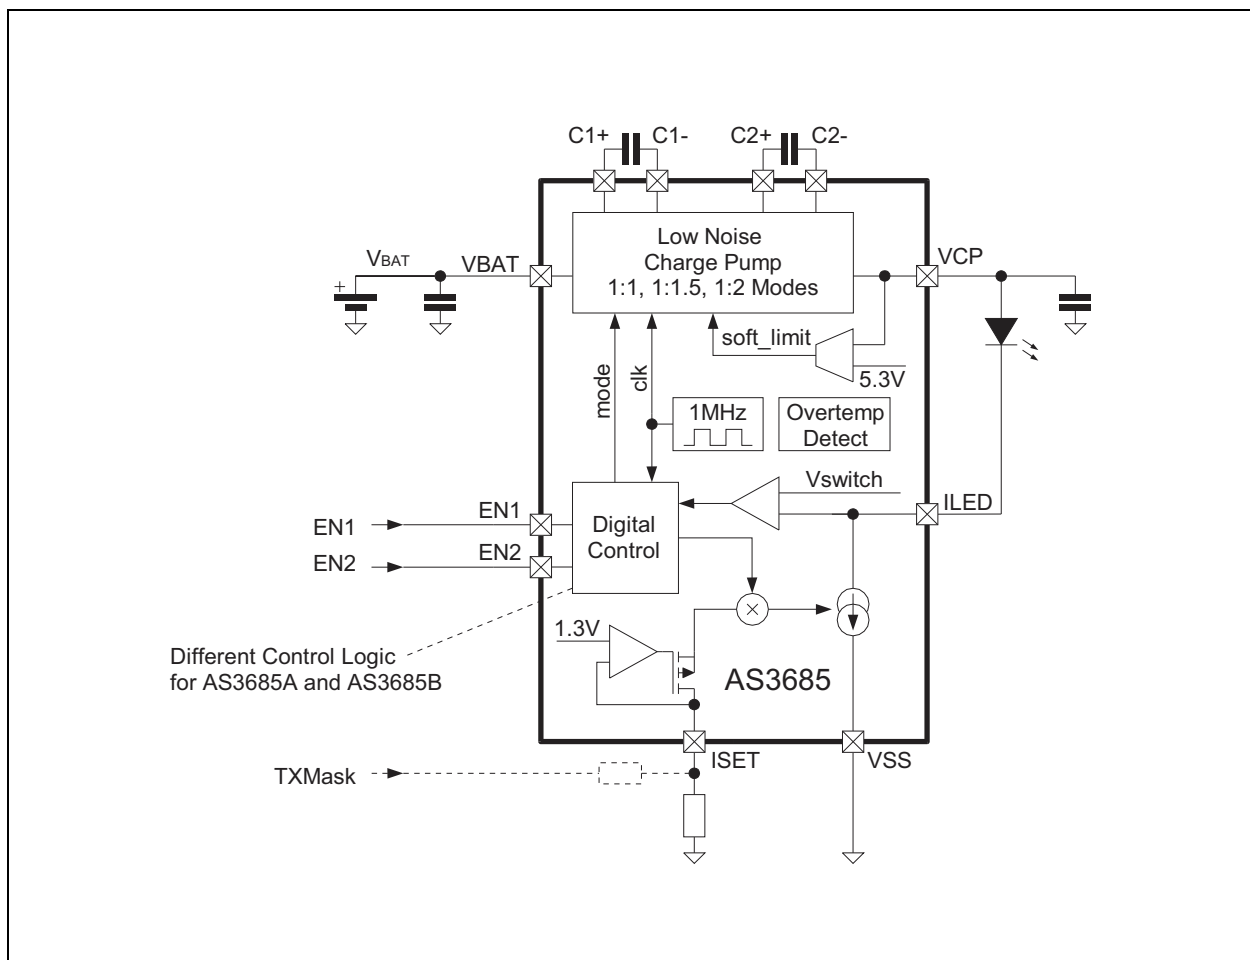 C1+ C1- C2+ C2-
Low Noise
Charge Pump
1:1, 1:1.5, 1:2 Modes
VBAT
VBAT
VCP
+
soft_limit
5.3V
mode
clk
1MHz
Overtemp
Detect
Vswitch
ILED
EN1
EN1
EN2
EN2
Digital
Control
1.3V
Different Control Logic
for AS3685A and AS3685B
AS3685
ISET
VSS
TXMask